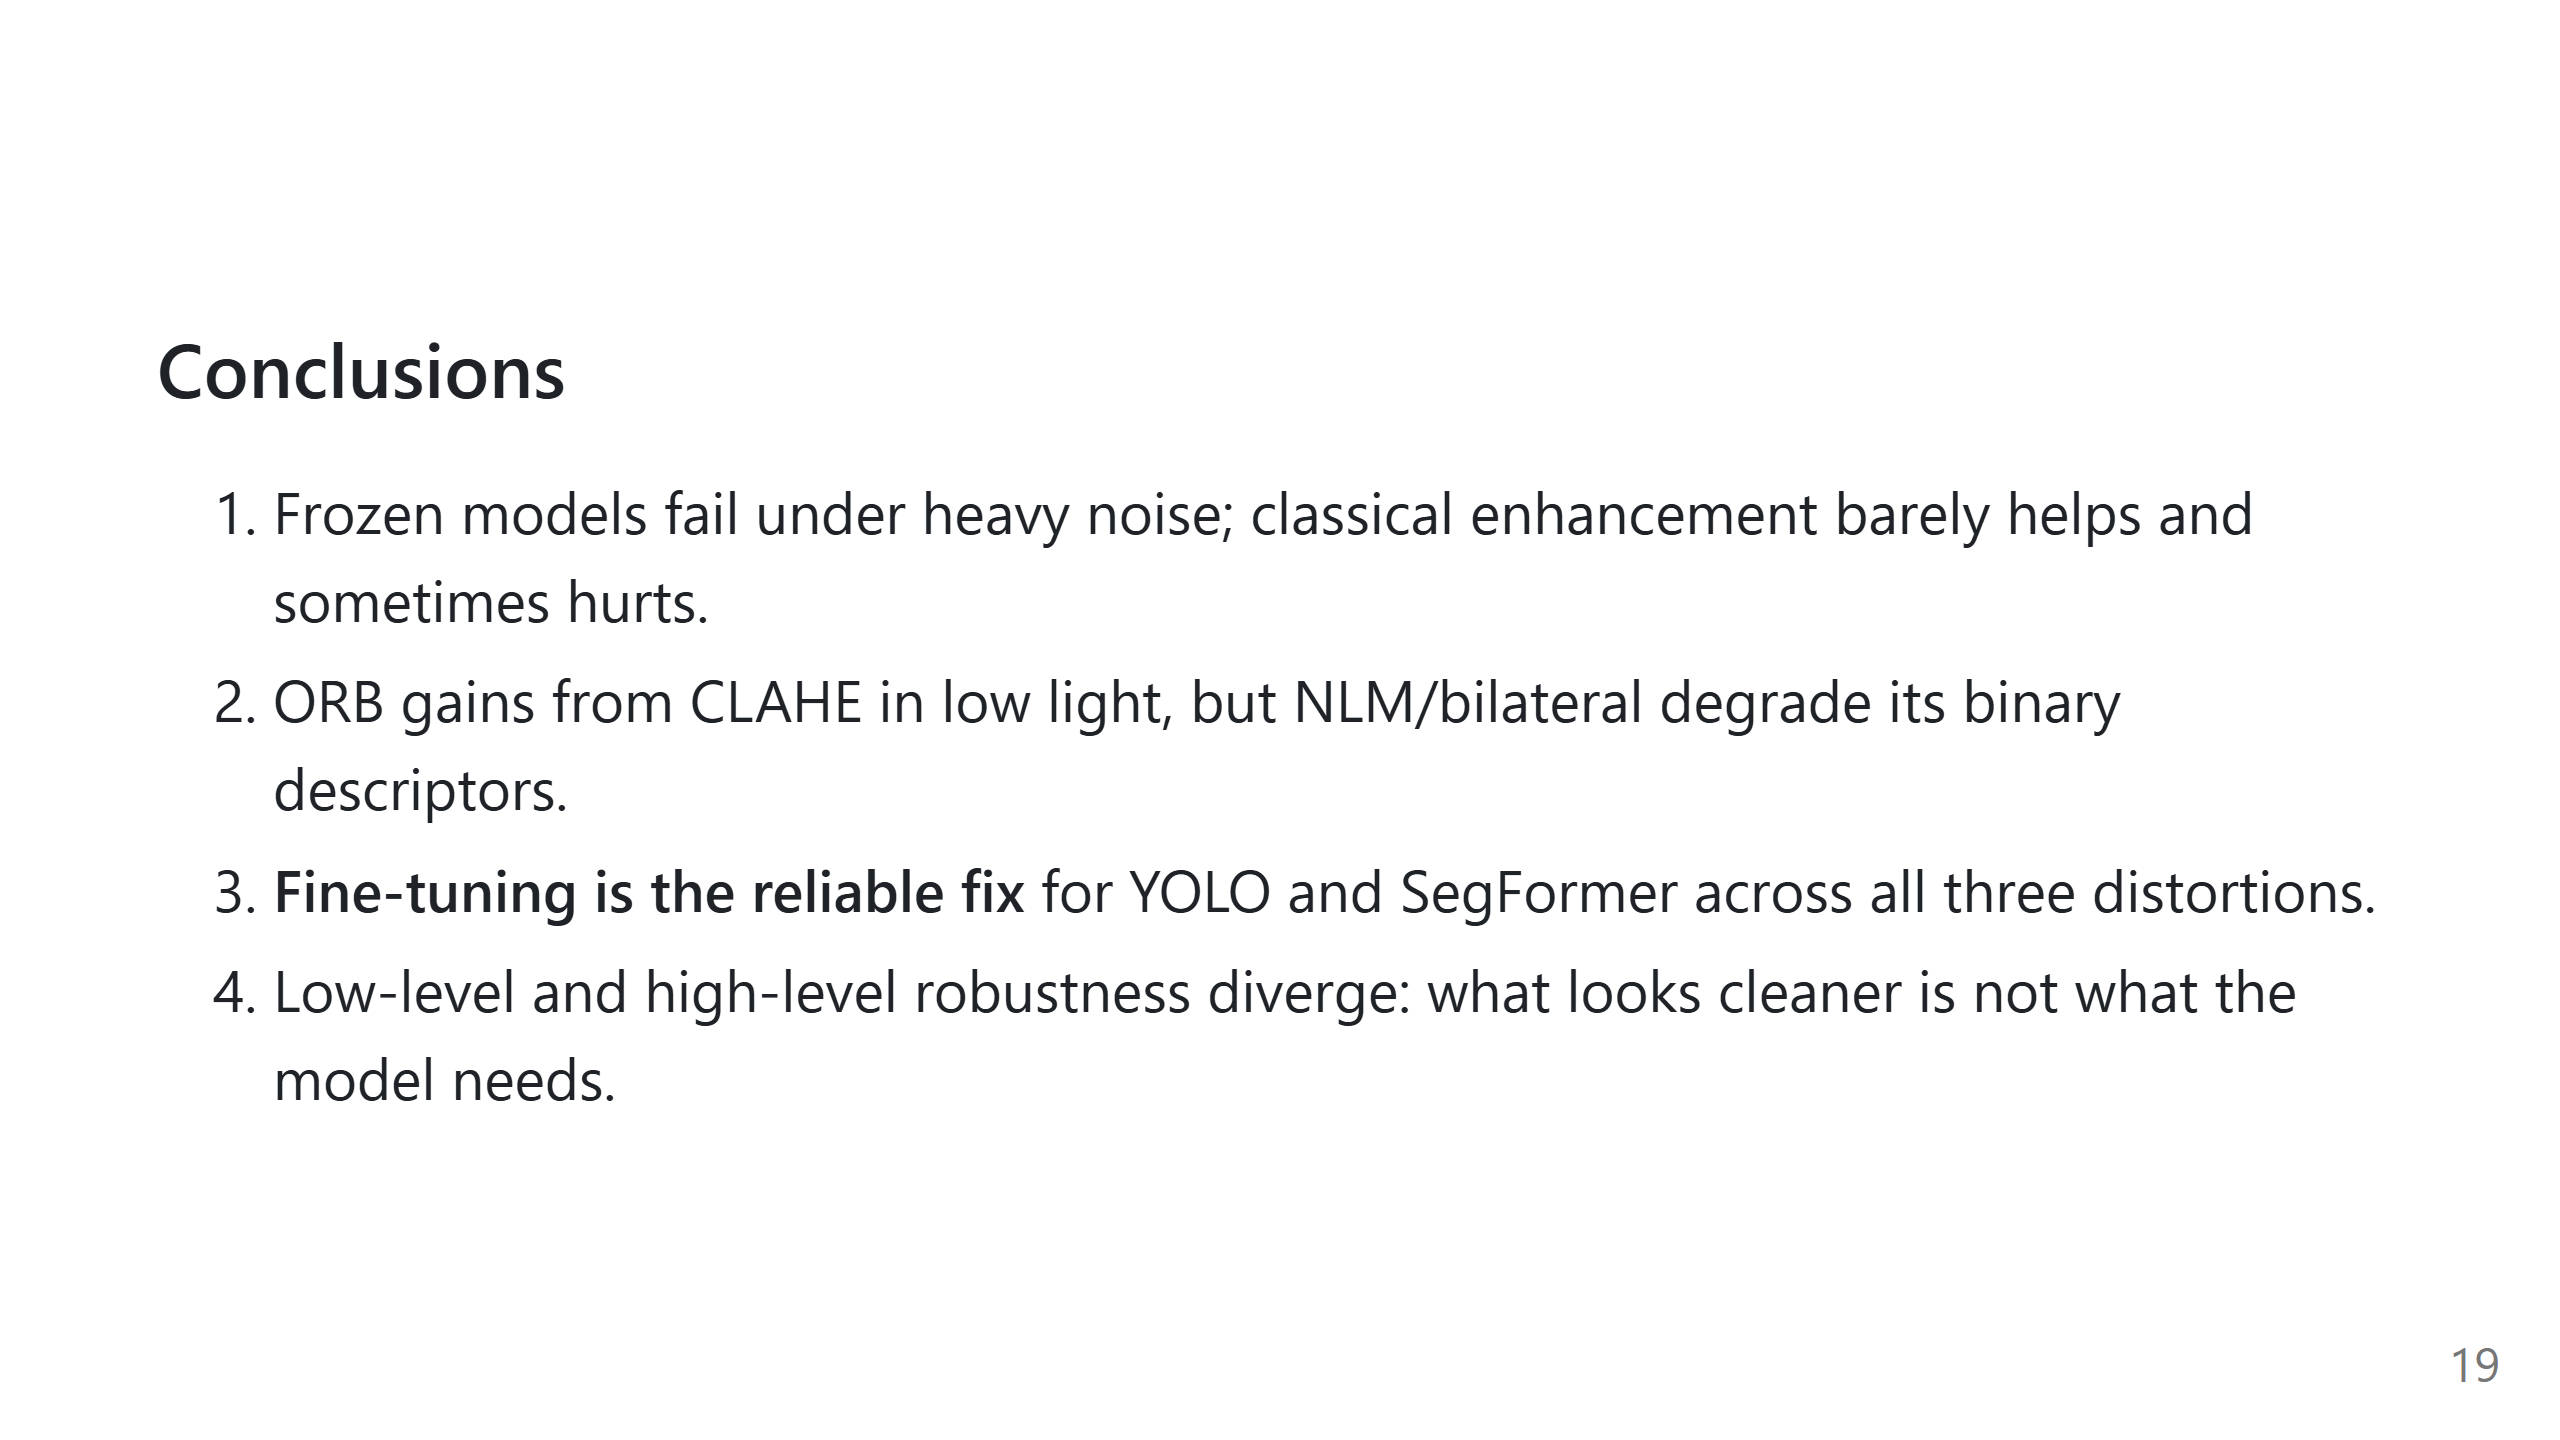 Conclusions
1. Frozen models fail under heavy noise; classical enhancement barely helps and
sometimes hurts.
2. ORB gains from CLAHE in low light, but NLM/bilateral degrade its binary
descriptors.
3. Fine-tuning is the reliable fix for YOLO and SegFormer across all three distortions.
4. Low-level and high-level robustness diverge: what looks cleaner is not what the
model needs.
19